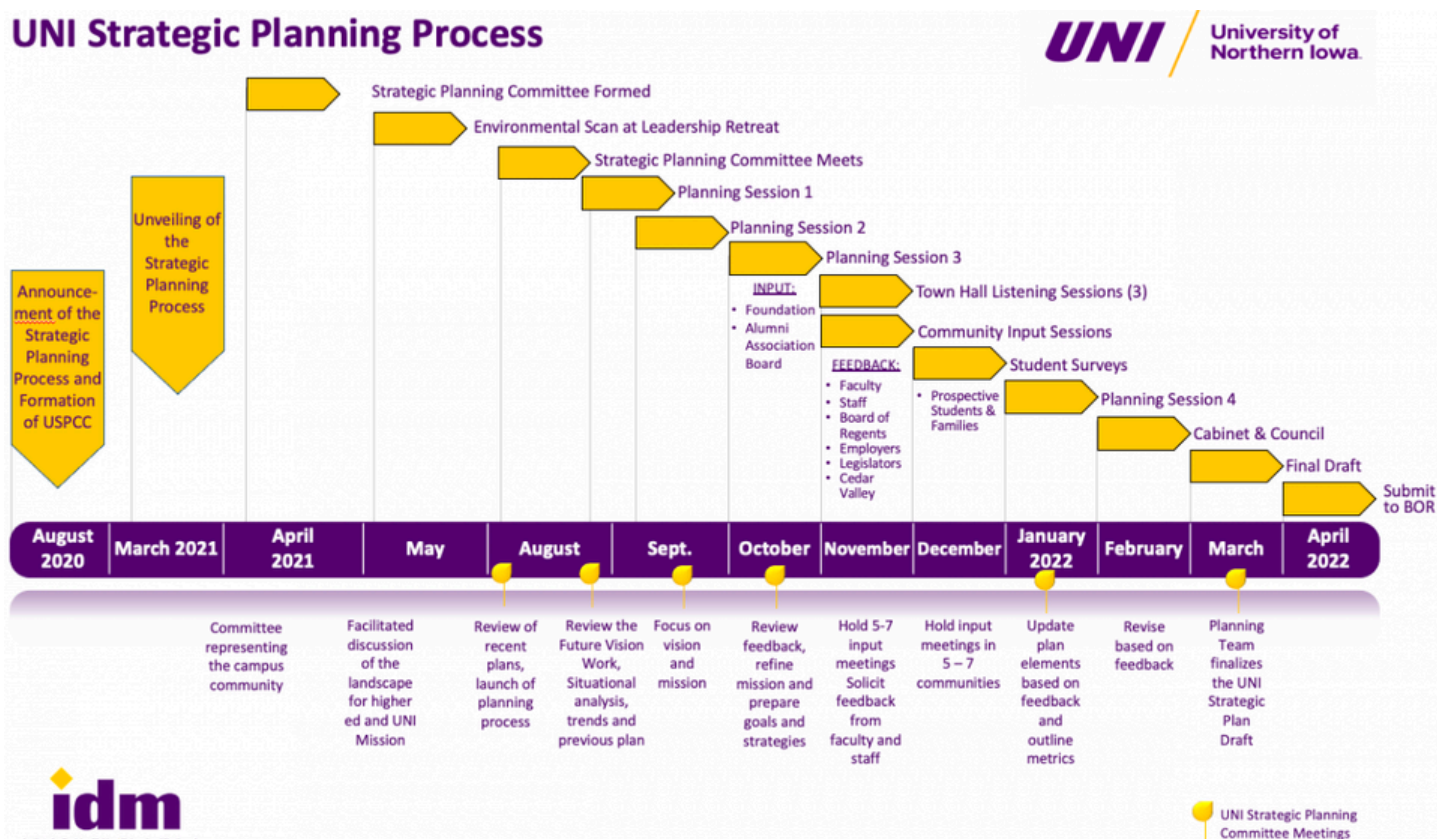 UNI Strategic Planning Process
UNI
University of
Northern Iowa.
Strategic Planning Committee Formed
Environmental Scan at Leadership Retreat
Strategic Planning Committee Meets
Planning Session 1
Planning Session 2
Planning Session 3
Town Hall Listening Sessions (3)
Community Input Sessions
Student Surveys
Planning Session 4
Cabinet & Council
Final Draft
Submit
to BOR
Announce-
ment of the
Strategic
Planning
Process and
Formation
of USPCC
Unveiling of
the
Strategic
Planning
Process
INPUT:
• Foundation
• Alumni
Association
Board
FEEDBACK:
• Faculty
• Staff
• Board of
Regents
• Employers
• Legislators
• Cedar
Valley
• Prospective
Students &
Families
August
2020
March 2021
April
2021
May
August
Sept.
October
November
December
January
2022
February
March
April
2022
Committee
representing
the campus
community
Facilitated
discussion
of the
landscape
for higher
ed and UNI
Mission
Review of
recent
plans,
launch of
planning
process
Review the
Future Vision
Work,
Situational
analysis,
trends and
previous plan
Focus on
vision
and
mission
Review
feedback,
refine
mission and
prepare
goals and
strategies
Hold 5-7
input
meetings
Solicit
feedback
from
faculty and
staff
Hold input
meetings in
5 – 7
communities
Update
plan
elements
based on
feedback
and
outline
metrics
Revise
based on
feedback
Planning
Team
finalizes
the UNI
Strategic
Plan
Draft
idm
UNI Strategic Planning
Committee Meetings